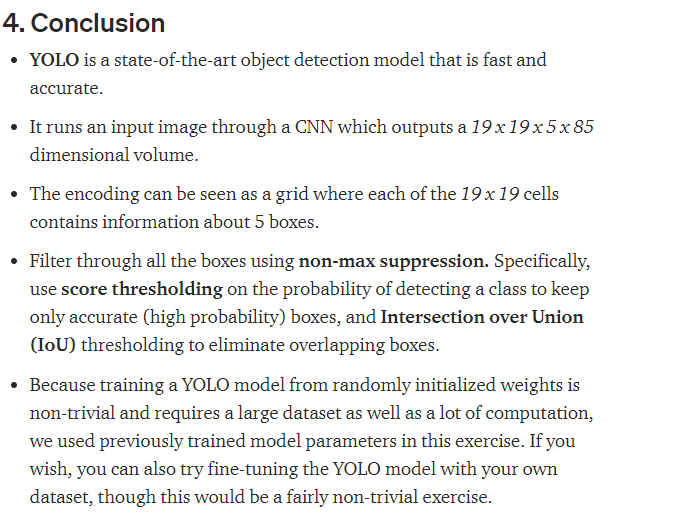 4. Conclusion
• YOLO is a state-of-the-art object detection model that is fast and
accurate.
• It runs an input image through a CNN which outputs a 19 x 19 x 5 x 85
dimensional volume.
• The encoding can be seen as a grid where each of the 19 x 19 cells
contains information about 5 boxes.
• Filter through all the boxes using non-max suppression. Specifically,
use score thresholding on the probability of detecting a class to keep
only accurate (high probability) boxes, and Intersection over Union
(IoU) thresholding to eliminate overlapping boxes.
• Because training a YOLO model from randomly initialized weights is
non-trivial and requires a large dataset as well as a lot of computation,
we used previously trained model parameters in this exercise. If you
wish, you can also try fine-tuning the YOLO model with your own
dataset, though this would be a fairly non-trivial exercise.